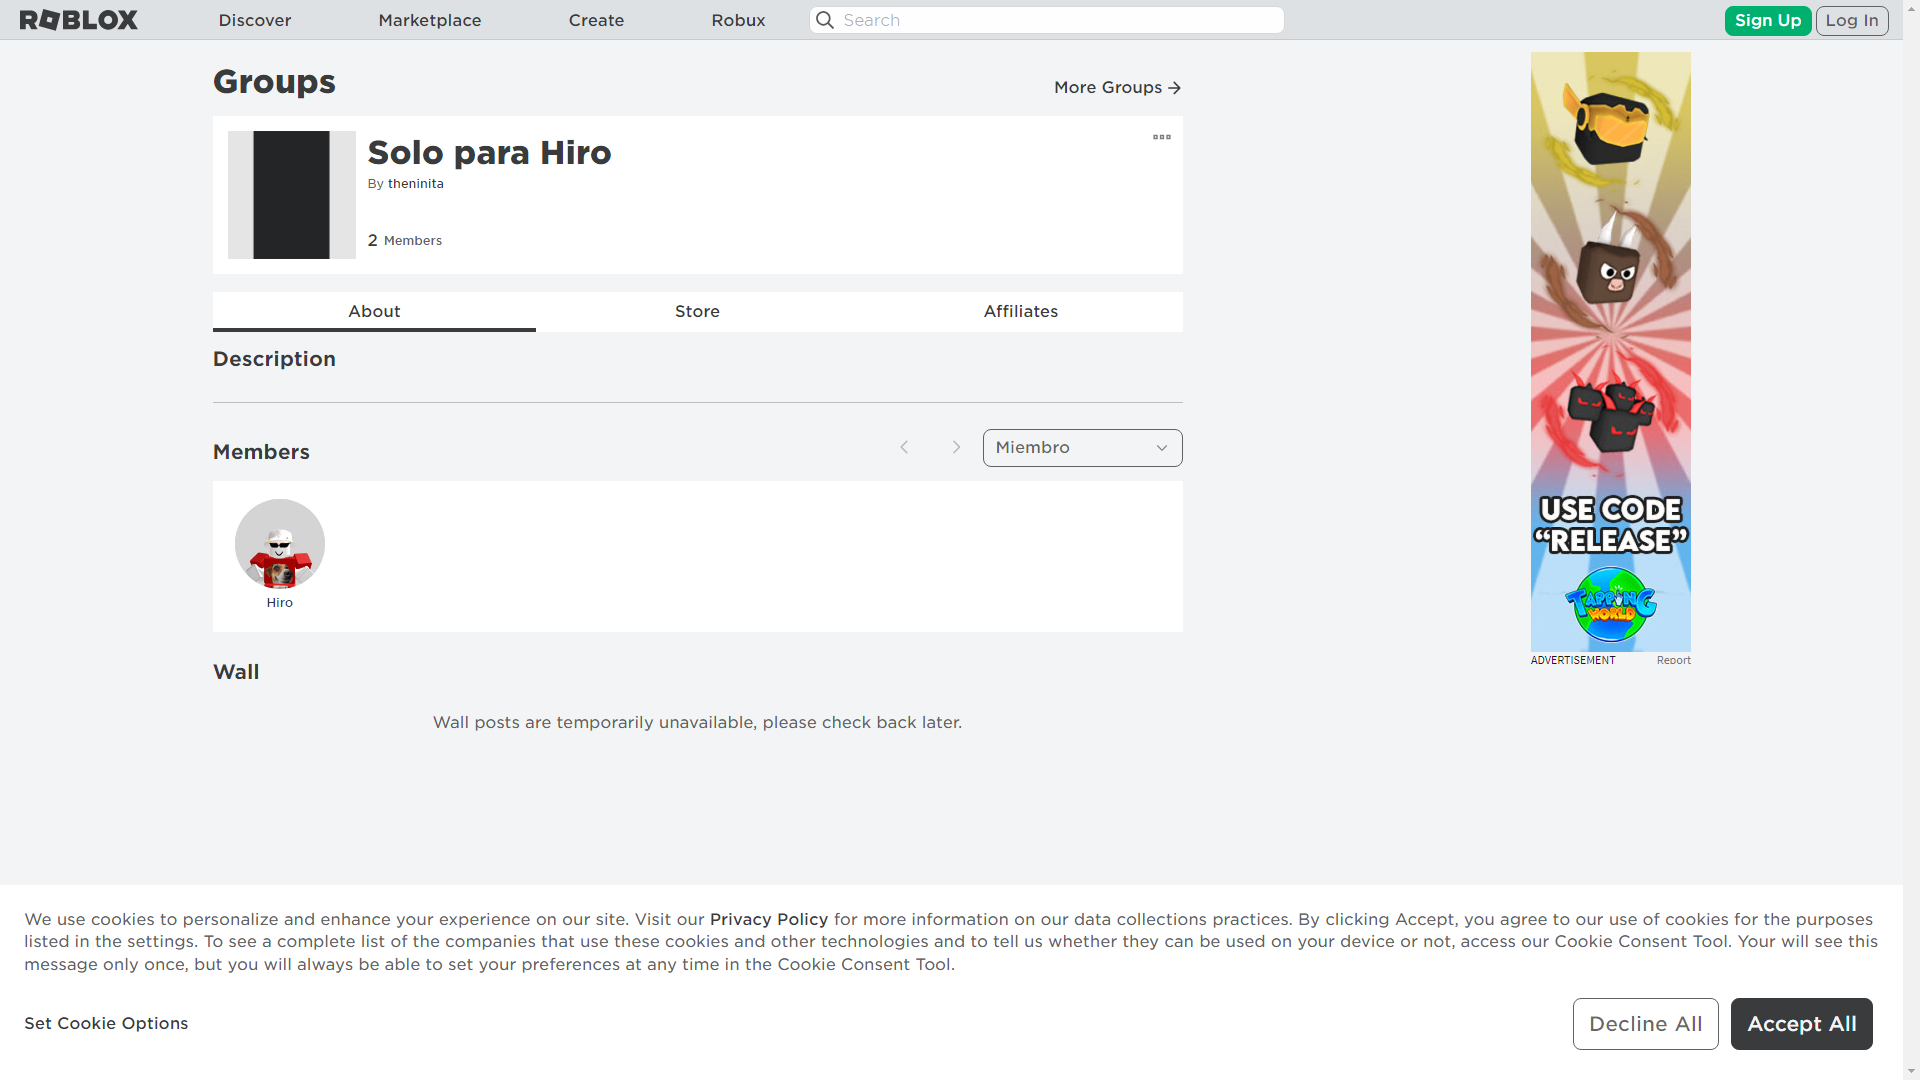 ROBLOX Discover Marketplace Create Robux Search Sign Up Log In
Groups
More Groups
Solo para Hiro
By theninita
2 Members
About Store Affiliates
Description
Members
Miembro
Hiro
Wall
Wall posts are temporarily unavailable, please check back later.
USE CODE
“RELEASE”
TAPPING
WORLD
ADVERTISEMENT Report
We use cookies to personalize and enhance your experience on our site. Visit our Privacy Policy for more information on our data collections practices. By clicking Accept, you agree to our use of cookies for the purposes
listed in the settings. To see a complete list of the companies that use these cookies and other technologies and to tell us whether they can be used on your device or not, access our Cookie Consent Tool. Your will see this
message only once, but you will always be able to set your preferences at any time in the Cookie Consent Tool.
Set Cookie Options
Decline All
Accept All